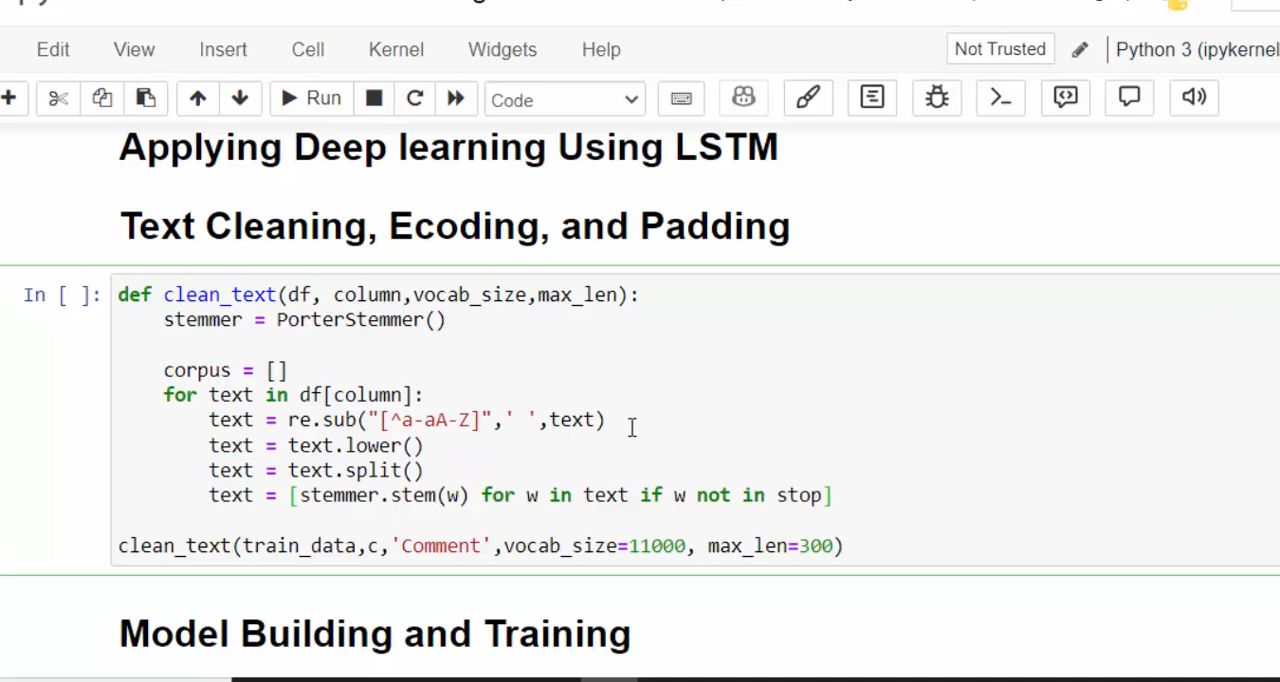 Edit View Insert Cell Kernel Widgets Help Not Trusted Python 3 (ipykernel
Run Code
Applying Deep learning Using LSTM
Text Cleaning, Ecoding, and Padding
In [ ]: def clean_text(df, column,vocab_size,max_len):
stemmer = PorterStemmer()
corpus = []
for text in df[column]:
text = re.sub("[^a-aA-Z]",' ',text)
text = text.lower()
text = text.split()
text = [stemmer.stem(w) for w in text if w not in stop]
clean_text(train_data,c,'Comment',vocab_size=11000, max_len=300)
Model Building and Training